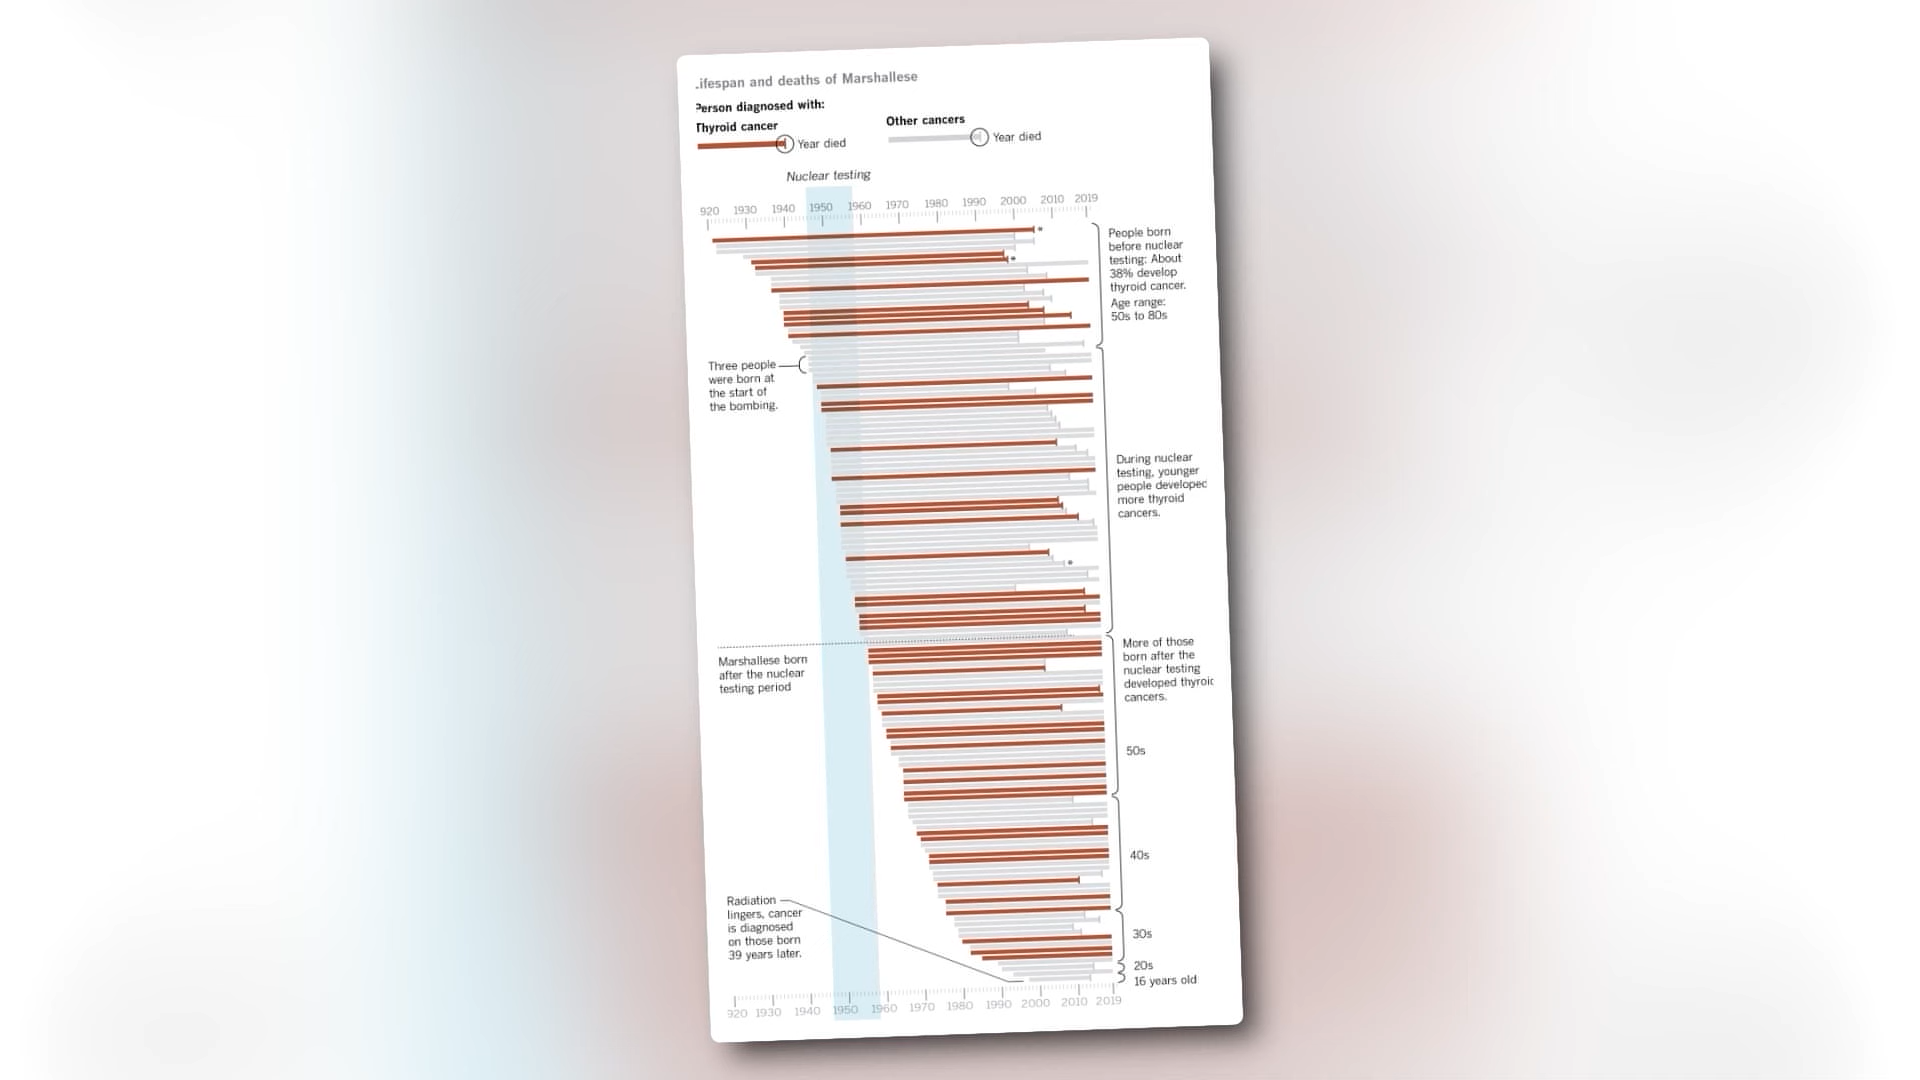 .ifespan and deaths of Marshallese
Person diagnosed with:
Thyroid cancer
Year died
Other cancers
Year died
Nuclear testing
920 1930 1940 1950 1960 1970 1980 1990 2000 2010 2019
*
*
People born
before nuclear
testing: About
38% develop
thyroid cancer.
Age range:
50s to 80s
Three people
were born at
the start of
the bombing.
During nuclear
testing, younger
people developed
more thyroid
cancers.
*
Marshallese born
after the nuclear
testing period
More of those
born after the
nuclear testing
developed thyroid
cancers.
50s
40s
Radiation
lingers, cancer
is diagnosed
on those born
39 years later.
30s
20s
16 years old
920 1930 1940 1950 1960 1970 1980 1990 2000 2010 2019